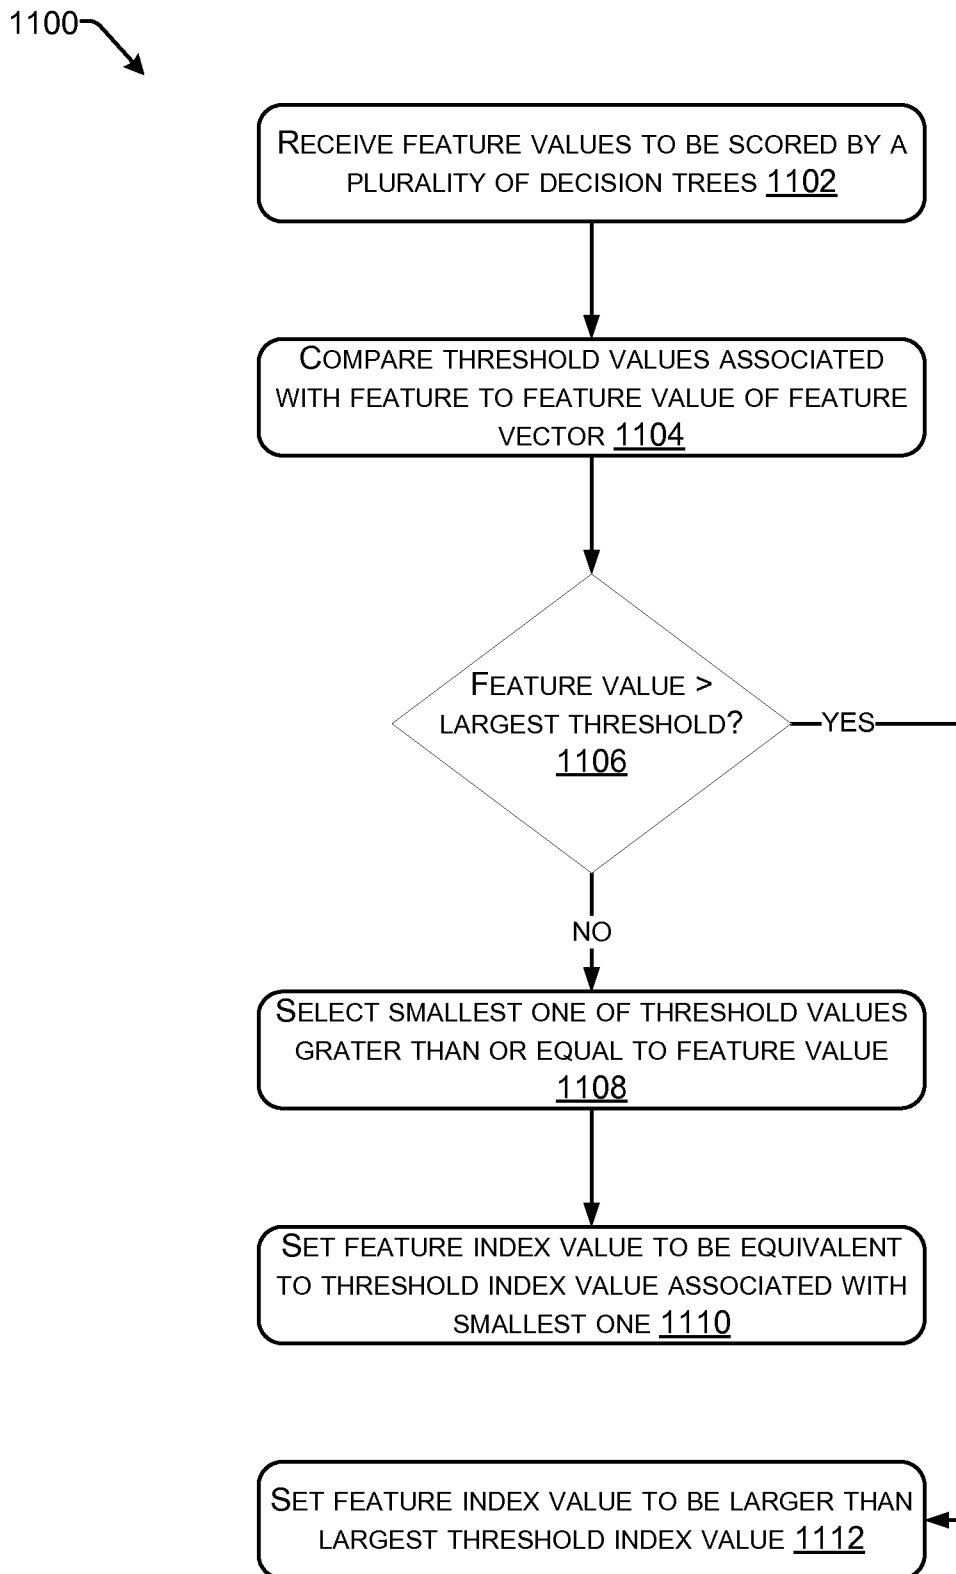 1100
RECEIVE FEATURE VALUES TO BE SCORED BY A
PLURALITY OF DECISION TREES 1102
COMPARE THRESHOLD VALUES ASSOCIATED
WITH FEATURE TO FEATURE VALUE OF FEATURE
VECTOR 1104
FEATURE VALUE >
LARGEST THRESHOLD?
1106
YES
NO
SELECT SMALLEST ONE OF THRESHOLD VALUES
GRATER THAN OR EQUAL TO FEATURE VALUE
1108
SET FEATURE INDEX VALUE TO BE EQUIVALENT
TO THRESHOLD INDEX VALUE ASSOCIATED WITH
SMALLEST ONE 1110
SET FEATURE INDEX VALUE TO BE LARGER THAN
LARGEST THRESHOLD INDEX VALUE 1112